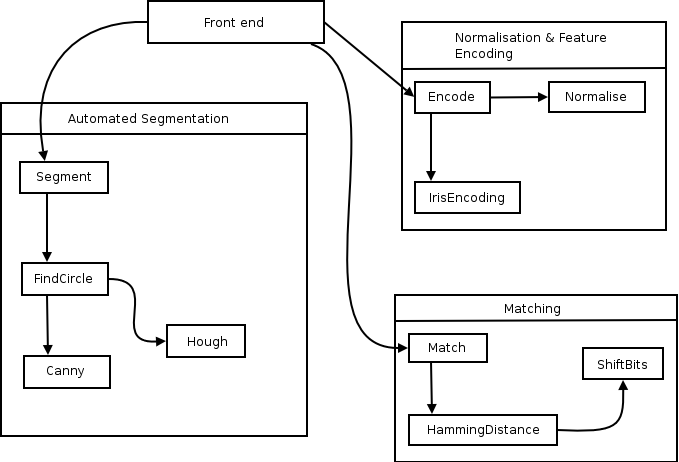 Front end
Normalisation & Feature
Encoding
Encode
Normalise
IrisEncoding
Automated Segmentation
Segment
FindCircle
Hough
Canny
Matching
Match
ShiftBits
HammingDistance